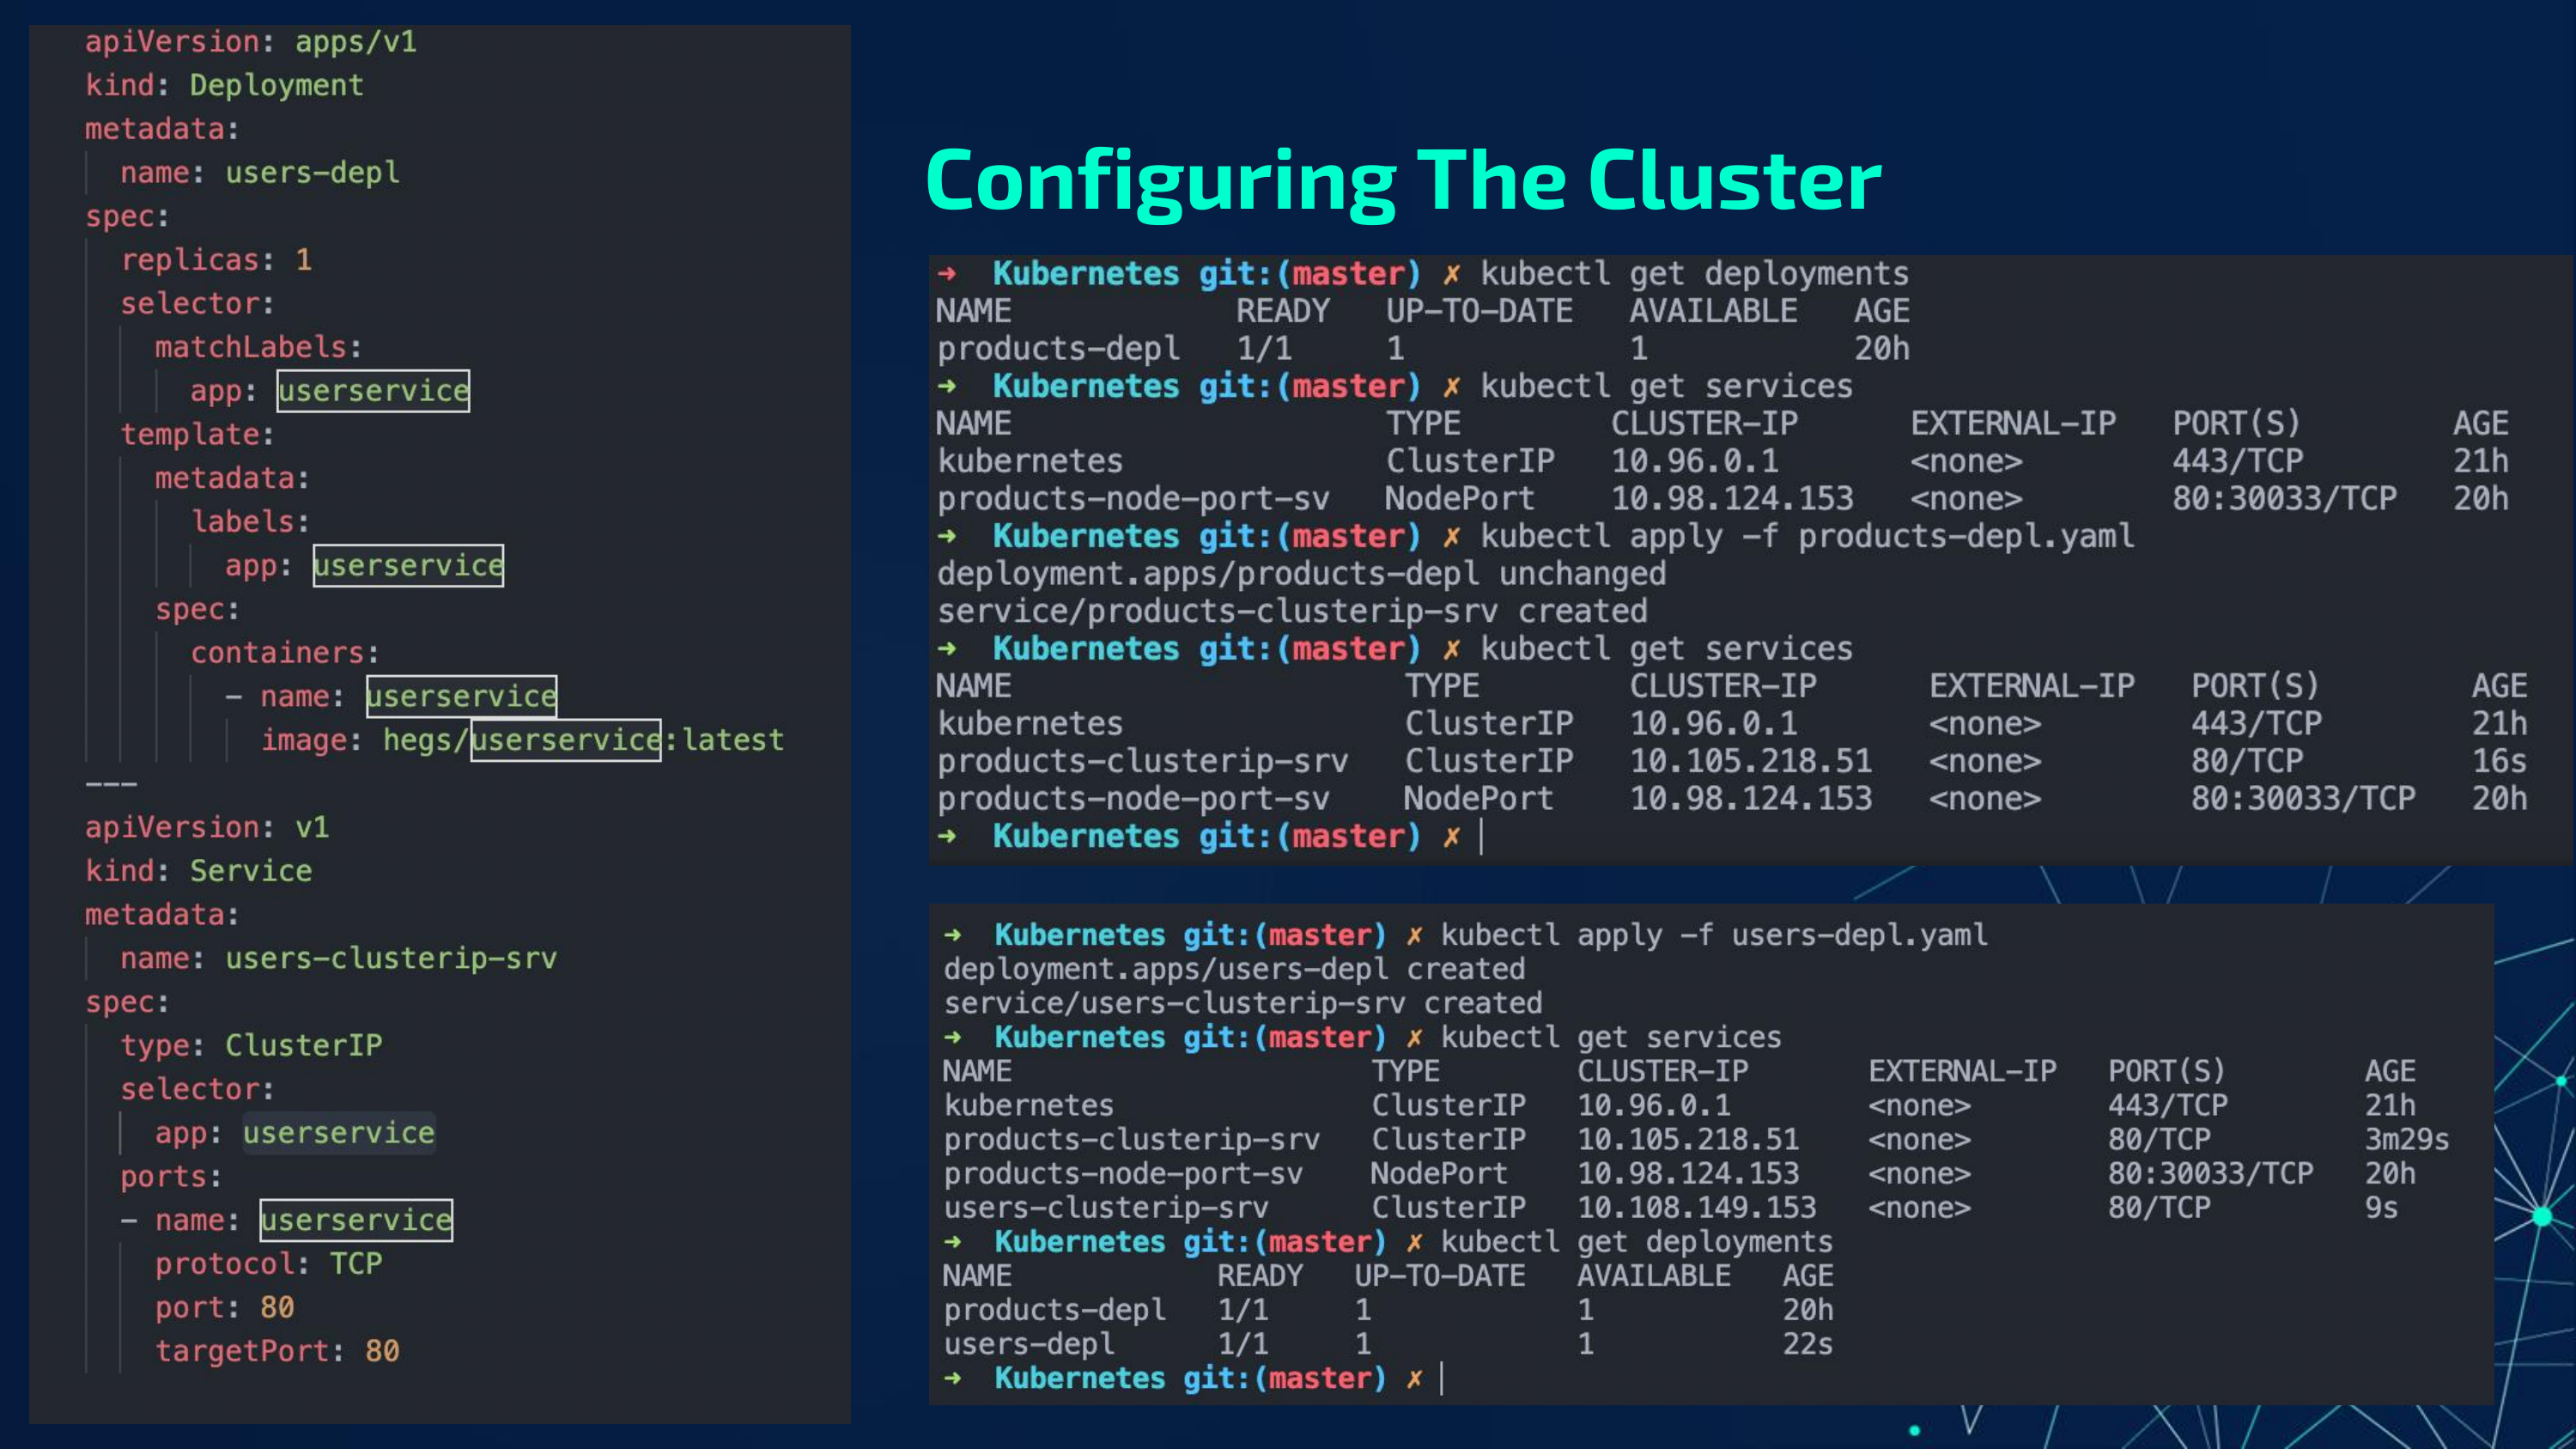 apiVersion: apps/v1
kind: Deployment
metadata:
  name: users-depl
spec:
  replicas: 1
  selector:
    matchLabels:
      app: userservice
  template:
    metadata:
      labels:
        app: userservice
    spec:
      containers:
        - name: userservice
          image: hegs/userservice:latest
---
apiVersion: v1
kind: Service
metadata:
  name: users-clusterip-srv
spec:
  type: ClusterIP
  selector:
    app: userservice
  ports:
  - name: userservice
    protocol: TCP
    port: 80
    targetPort: 80
Configuring The Cluster
→ Kubernetes git:(master) ✗ kubectl get deployments
NAME READY UP-TO-DATE AVAILABLE AGE
products-depl 1/1 1 1 20h
→ Kubernetes git:(master) ✗ kubectl get services
NAME TYPE CLUSTER-IP EXTERNAL-IP PORT(S) AGE
kubernetes ClusterIP 10.96.0.1 <none> 443/TCP 21h
products-node-port-sv NodePort 10.98.124.153 <none> 80:30033/TCP 20h
→ Kubernetes git:(master) ✗ kubectl apply -f products-depl.yaml
deployment.apps/products-depl unchanged
service/products-clusterip-srv created
→ Kubernetes git:(master) ✗ kubectl get services
NAME TYPE CLUSTER-IP EXTERNAL-IP PORT(S) AGE
kubernetes ClusterIP 10.96.0.1 <none> 443/TCP 21h
products-clusterip-srv ClusterIP 10.105.218.51 <none> 80/TCP 16s
products-node-port-sv NodePort 10.98.124.153 <none> 80:30033/TCP 20h
→ Kubernetes git:(master) ✗
→ Kubernetes git:(master) ✗ kubectl apply -f users-depl.yaml
deployment.apps/users-depl created
service/users-clusterip-srv created
→ Kubernetes git:(master) ✗ kubectl get services
NAME TYPE CLUSTER-IP EXTERNAL-IP PORT(S) AGE
kubernetes ClusterIP 10.96.0.1 <none> 443/TCP 21h
products-clusterip-srv ClusterIP 10.105.218.51 <none> 80/TCP 3m29s
products-node-port-sv NodePort 10.98.124.153 <none> 80:30033/TCP 20h
users-clusterip-srv ClusterIP 10.108.149.153 <none> 80/TCP 9s
→ Kubernetes git:(master) ✗ kubectl get deployments
NAME READY UP-TO-DATE AVAILABLE AGE
products-depl 1/1 1 1 20h
users-depl 1/1 1 1 22s
→ Kubernetes git:(master) ✗